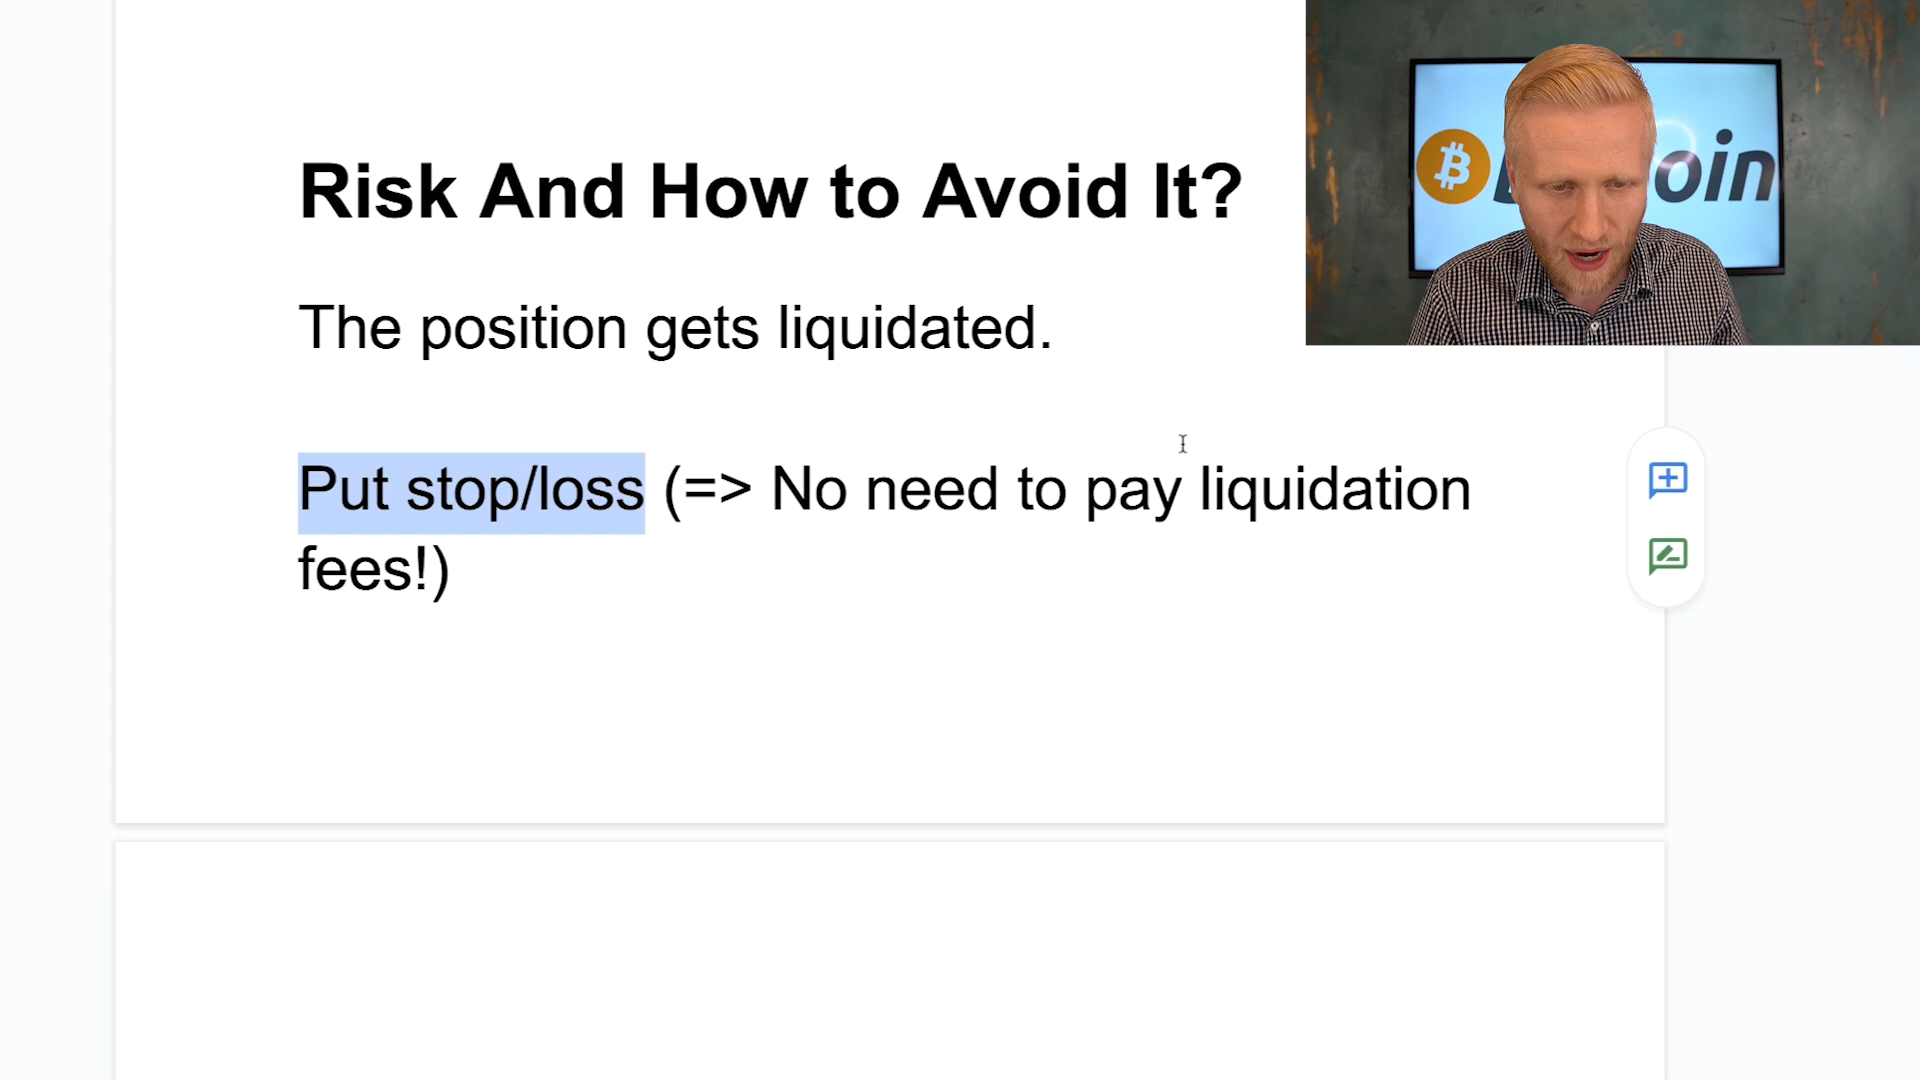 Risk And How to Avoid It?
The position gets liquidated.
Put stop/loss (=> No need to pay liquidation
fees!)
oin